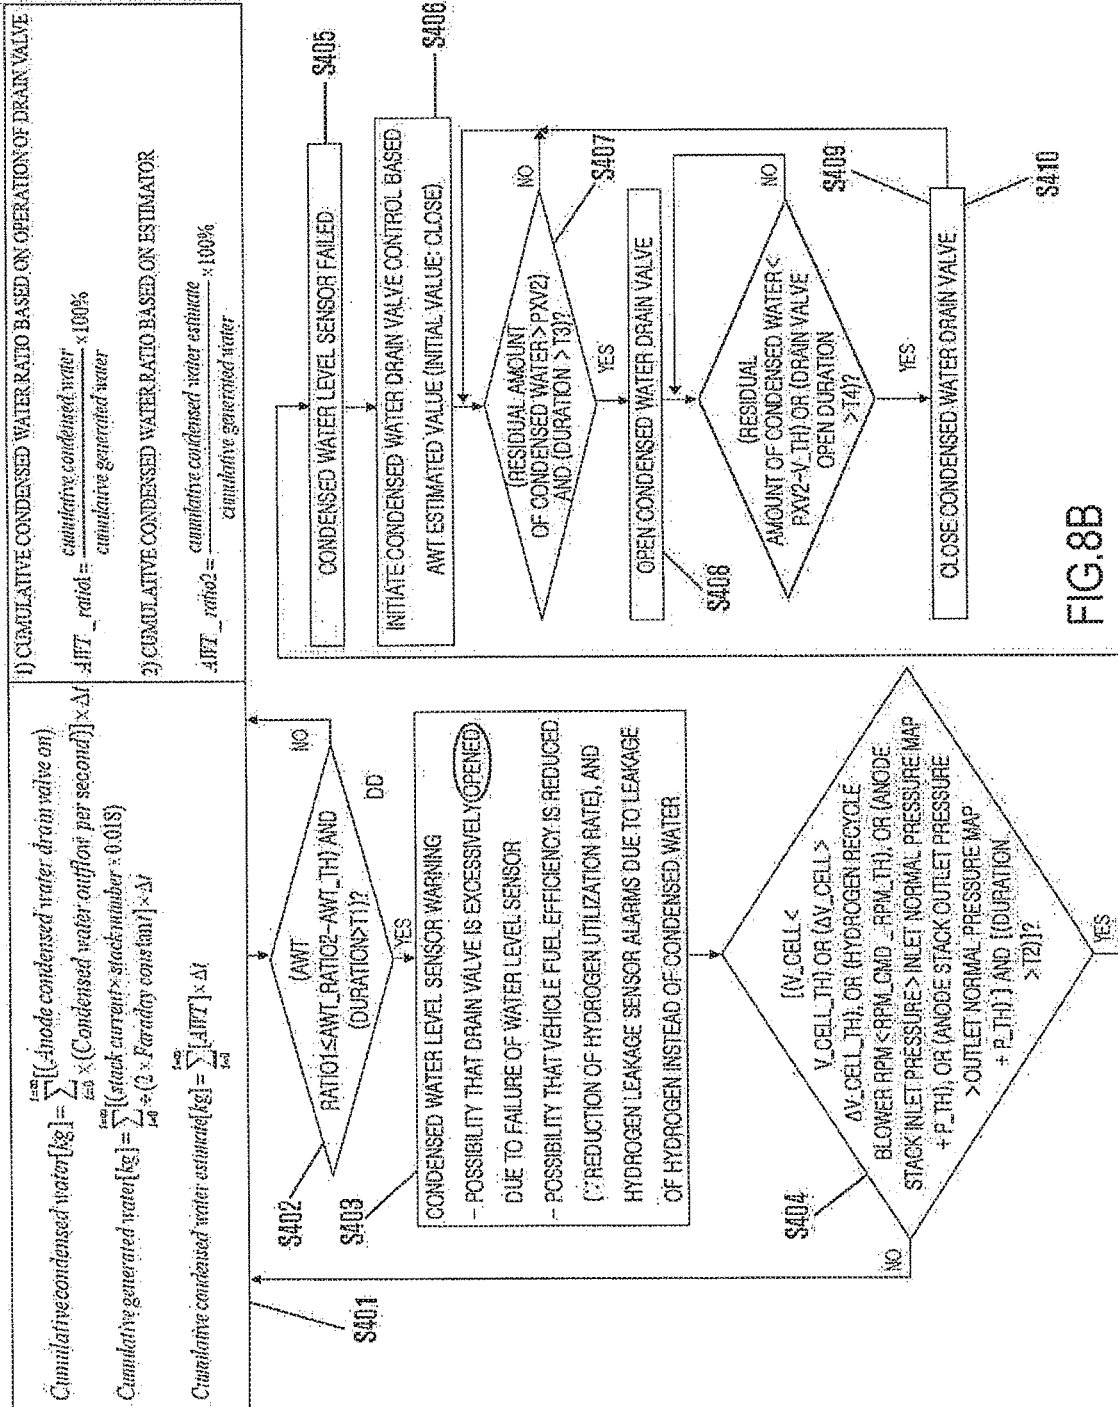 Cumulative condensed water[kg] = Σ[(Anode condensed water drain valve on)
t=∞
t=0
×{(Condensed water outflow per second)}]×Δt
Cumulative generated water[kg] = Σ[(stack current×stack number×0.018)
t=∞
t=0
÷(2×Faraday constant]×Δt
Cumulative condensed water estimate[kg] = Σ[AWT]×Δt
t=∞
t=0
1) CUMULATIVE CONDENSED WATER RATIO BASED ON OPERATION OF DRAIN VALVE
AWT_ratio1 = cumulative condensed water
cumulative generated water
×100%
2) CUMULATIVE CONDENSED WATER RATIO BASED ON ESTIMATOR
AWT_ratio2 = cumulative condensed water estimate
cumulative generated water
×100%
S401
S402
(AWT
RATIO1≤AWT_RATIO2-AWT_TH) AND
(DURATION>T1)?
NO
DD
YES
S403
CONDENSED WATER LEVEL SENSOR WARNING
- POSSIBILITY THAT DRAIN VALVE IS EXCESSIVELY OPENED
DUE TO FAILURE OF WATER LEVEL SENSOR
- POSSIBILITY THAT VEHICLE FUEL EFFICIENCY IS REDUCED
(∵REDUCTION OF HYDROGEN UTILIZATION RATE), AND
HYDROGEN LEAKAGE SENSOR ALARMS DUE TO LEAKAGE
OF HYDROGEN INSTEAD OF CONDENSED WATER
S404
[(V_CELL<
V_CELL_TH) OR (ΔV_CELL>
ΔV_CELL_TH), OR (HYDROGEN RECYCLE
BLOWER RPM<RPM_CMD_RPM_TH), OR (ANODE
STACK INLET PRESSURE> INLET NORMAL PRESSURE MAP
+ P_TH), OR (ANODE STACK OUTLET PRESSURE
>OUTLET NORMAL PRESSURE MAP
+ P_TH) ] AND [(DURATION
>T2)]?
NO
YES
S405
CONDENSED WATER LEVEL SENSOR FAILED
S406
INITIATE CONDENSED WATER DRAIN VALVE CONTROL BASED
AWT ESTIMATED VALUE (INITIAL VALUE: CLOSE)
S407
(RESIDUAL AMOUNT
OF CONDENSED WATER>PXV2)
AND (DURATION >T3)?
NO
YES
S408
OPEN CONDENSED WATER DRAIN VALVE
(RESIDUAL
AMOUNT OF CONDENSED WATER<
PXV2-V_TH) OR (DRAIN VALVE
OPEN DURATION
>T4)?
NO
YES
S409
S410
CLOSE CONDENSED WATER DRAIN VALVE
FIG.8B